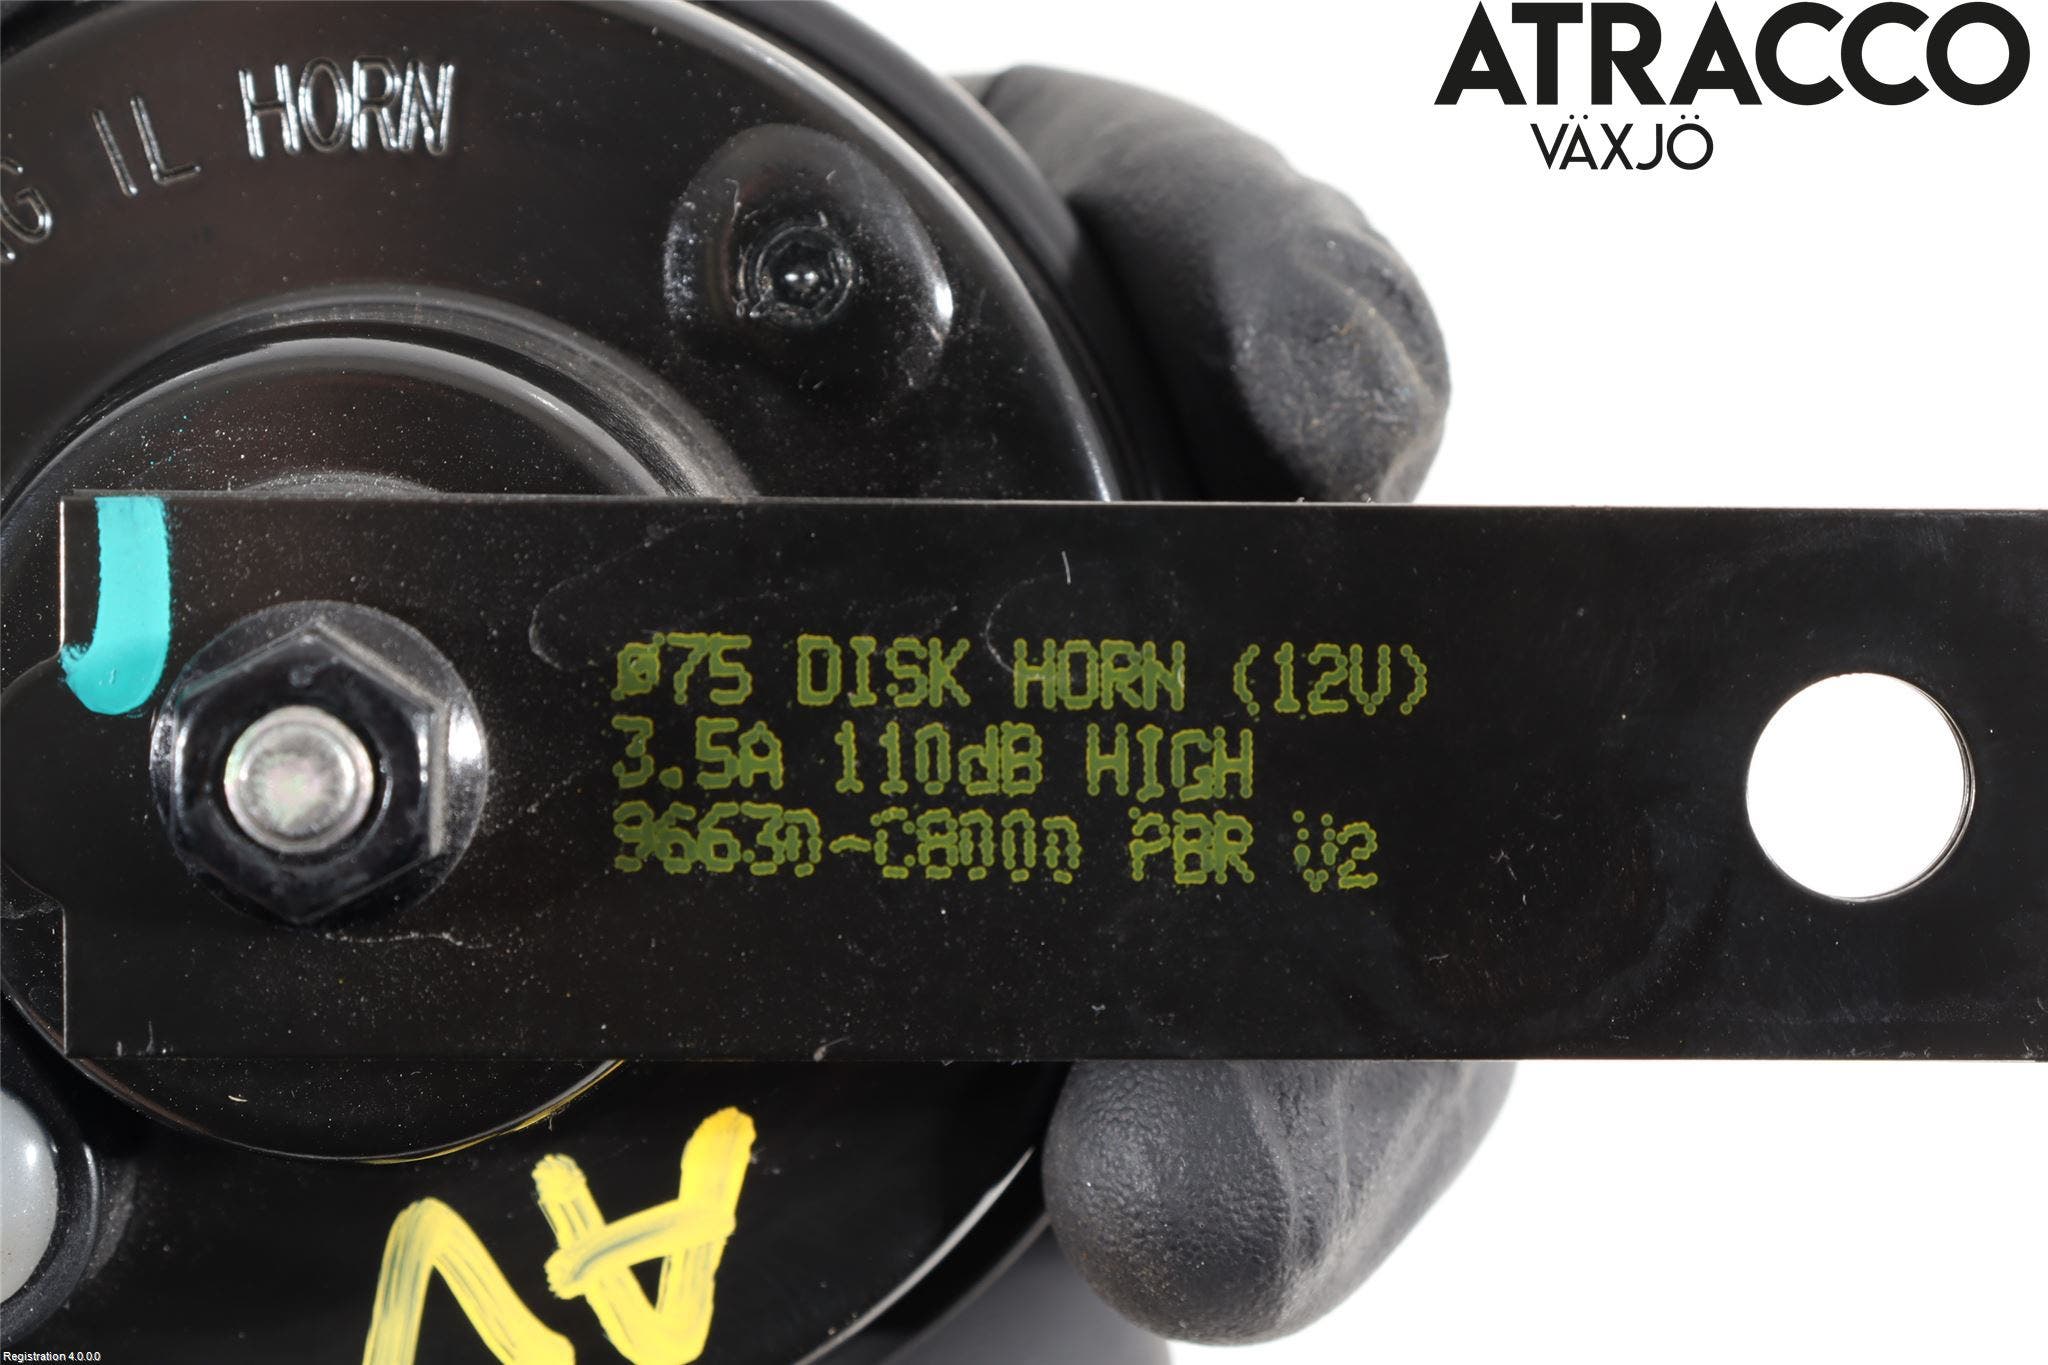 ATRACCO
VÄXJÖ
IL HORN
Ø75 DISK HORN (12V)
3.5A 110dB HIGH
96630-C8000 PBR V2
Registration 4.0.0.0